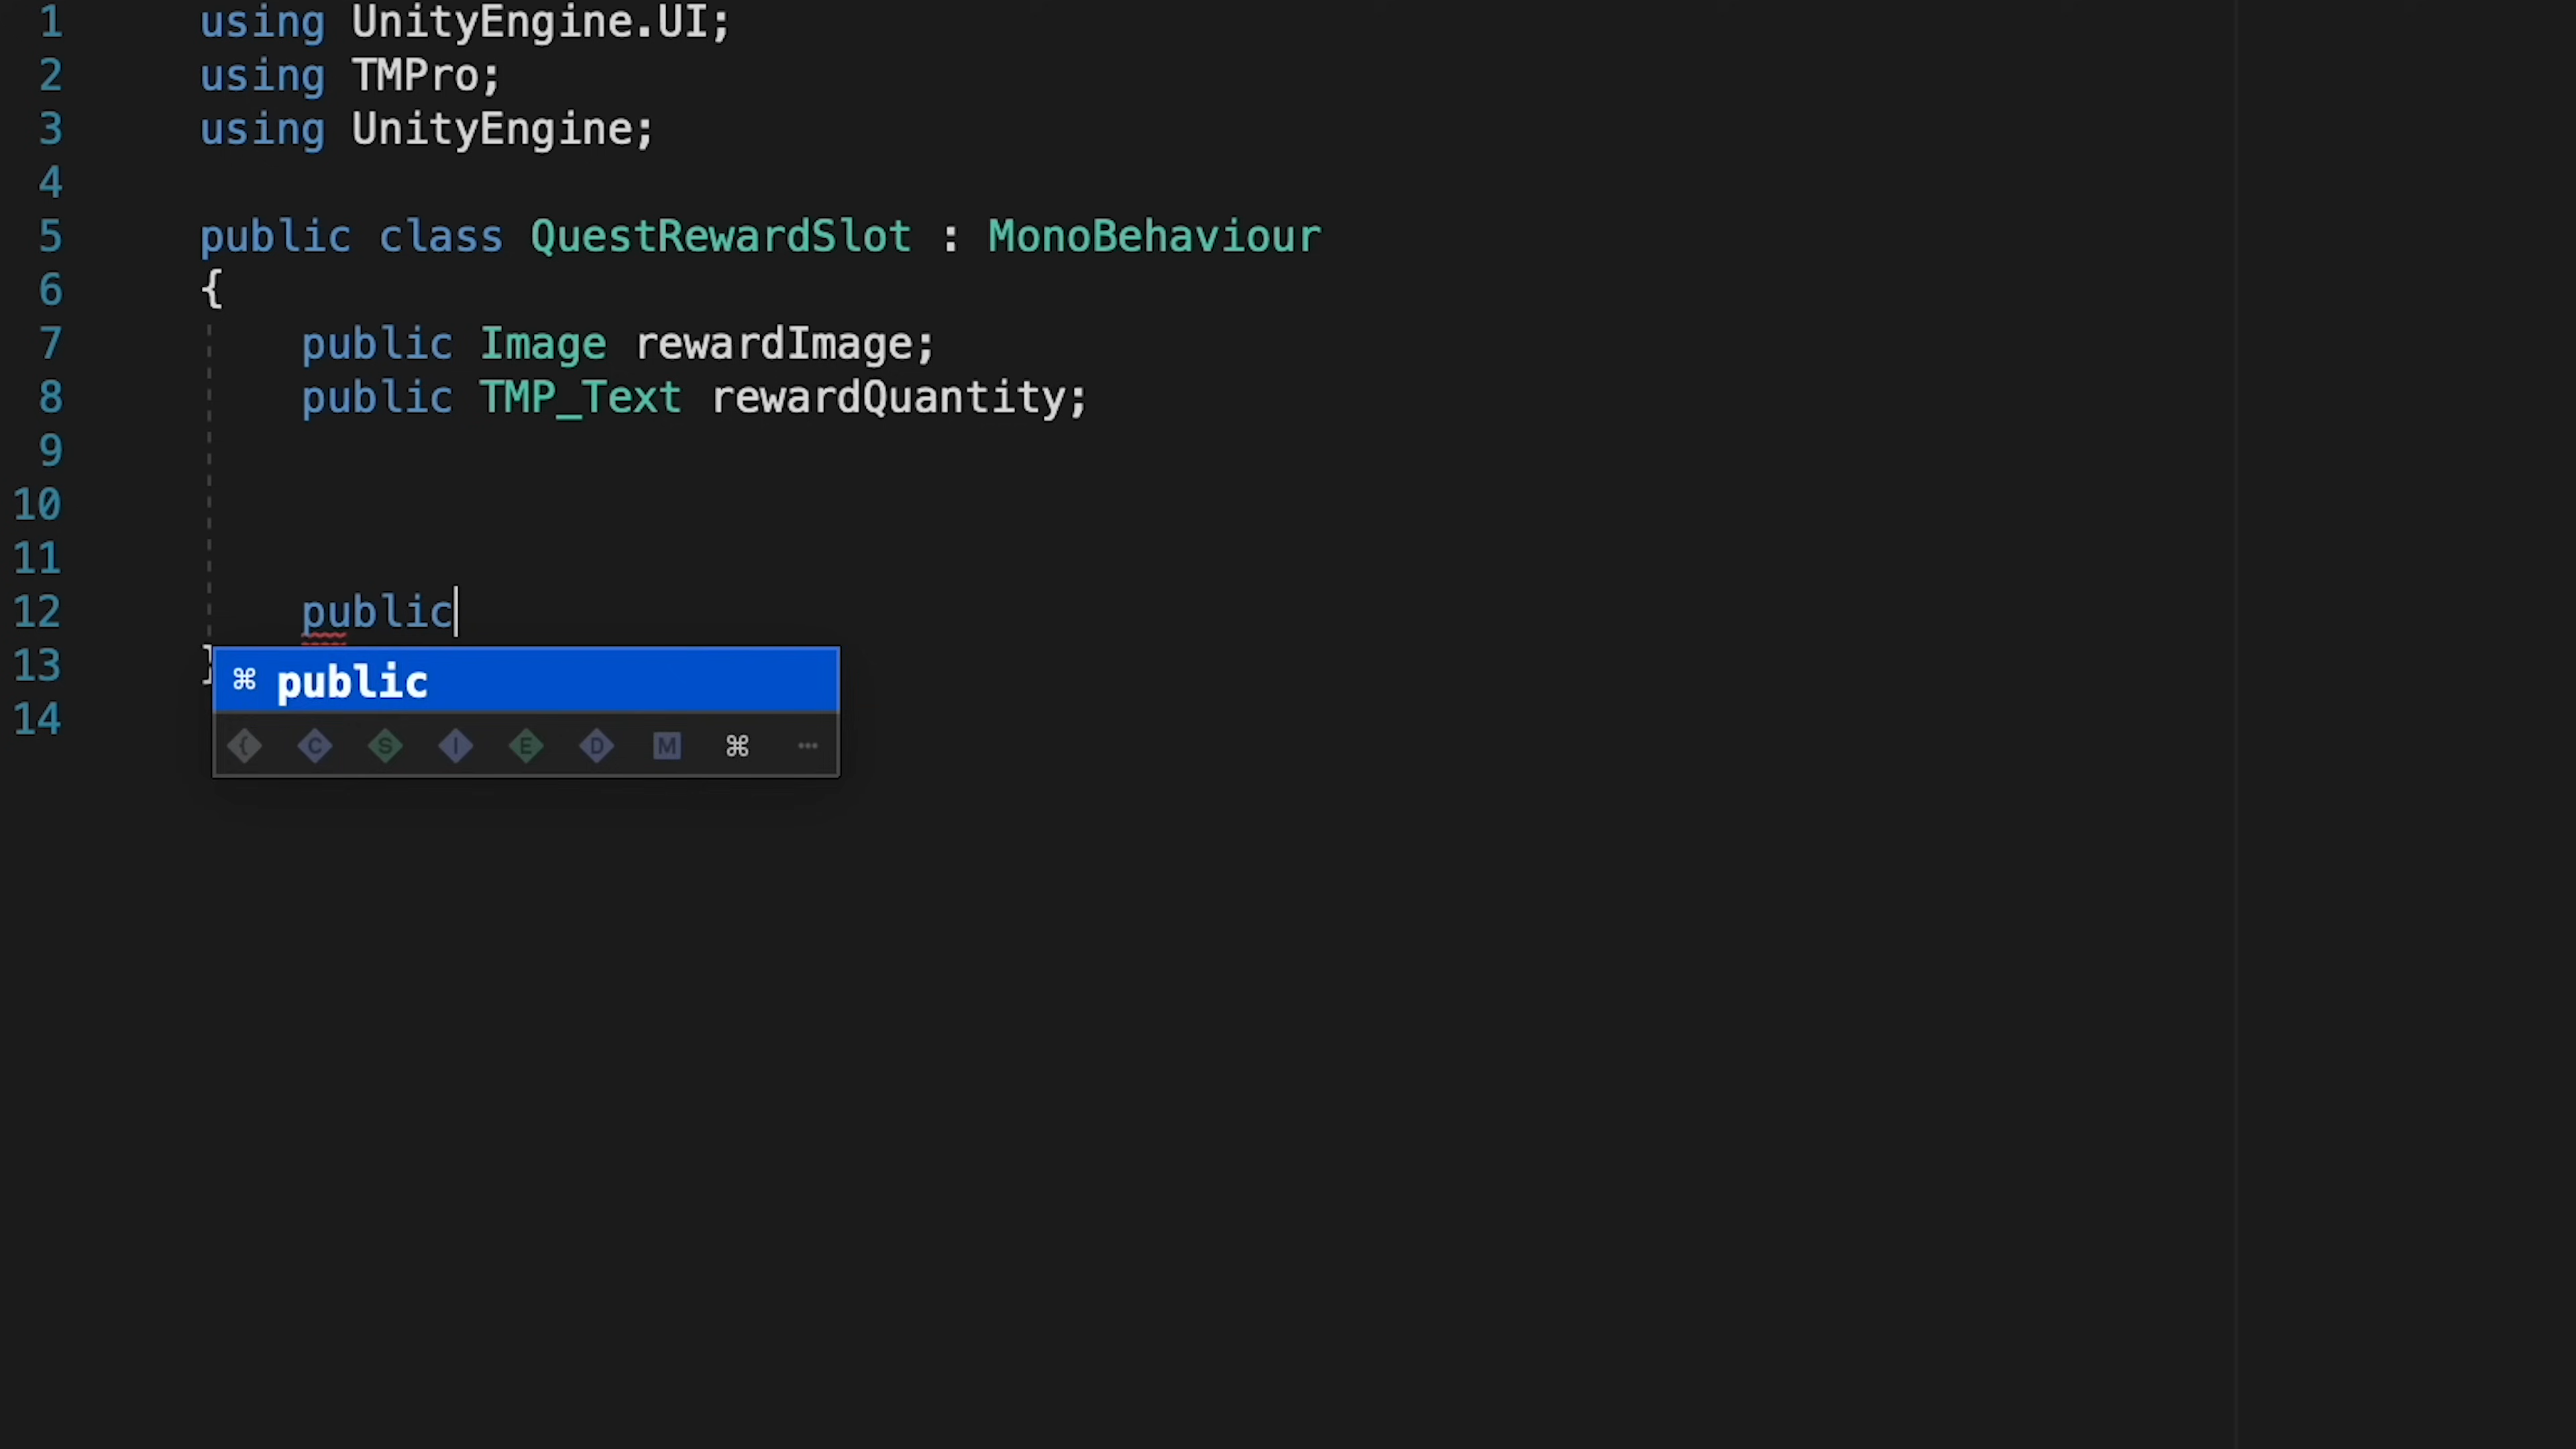 1 using UnityEngine.UI;
2 using TMPro;
3 using UnityEngine;
4
5 public class QuestRewardSlot : MonoBehaviour
6 {
7 public Image rewardImage;
8 public TMP_Text rewardQuantity;
9
10
11
12 public
13 }
⌘ public
14
{ C S I E D M ⌘ ...